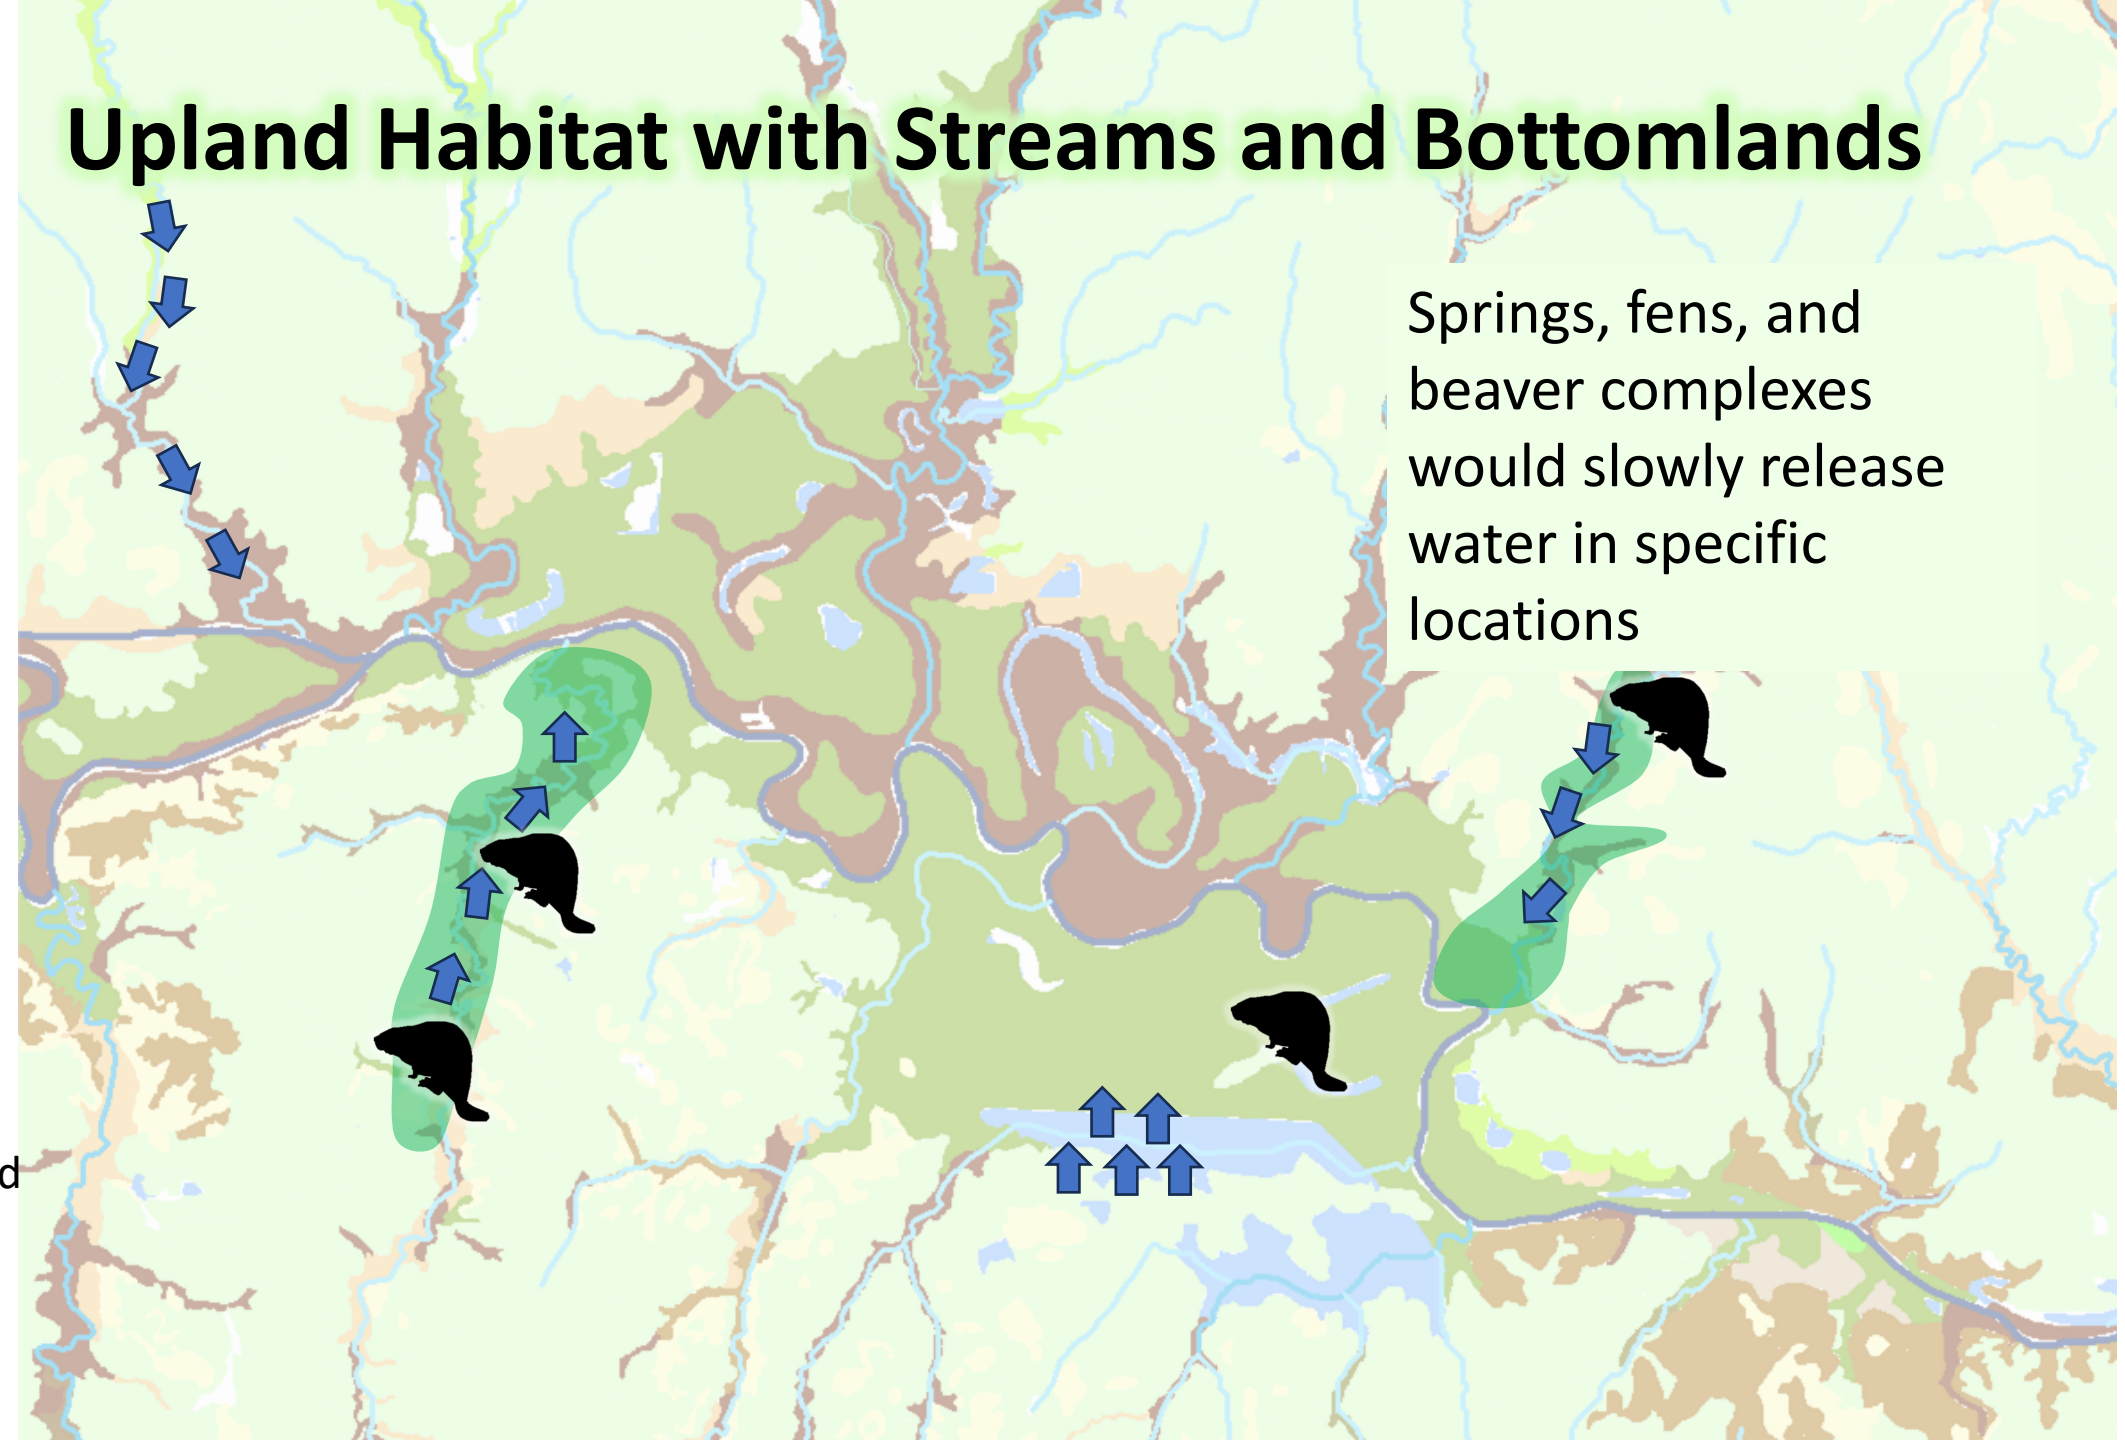 Upland Habitat with Streams and Bottomlands
Springs, fens, and
beaver complexes
would slowly release
water in specific
locations
d